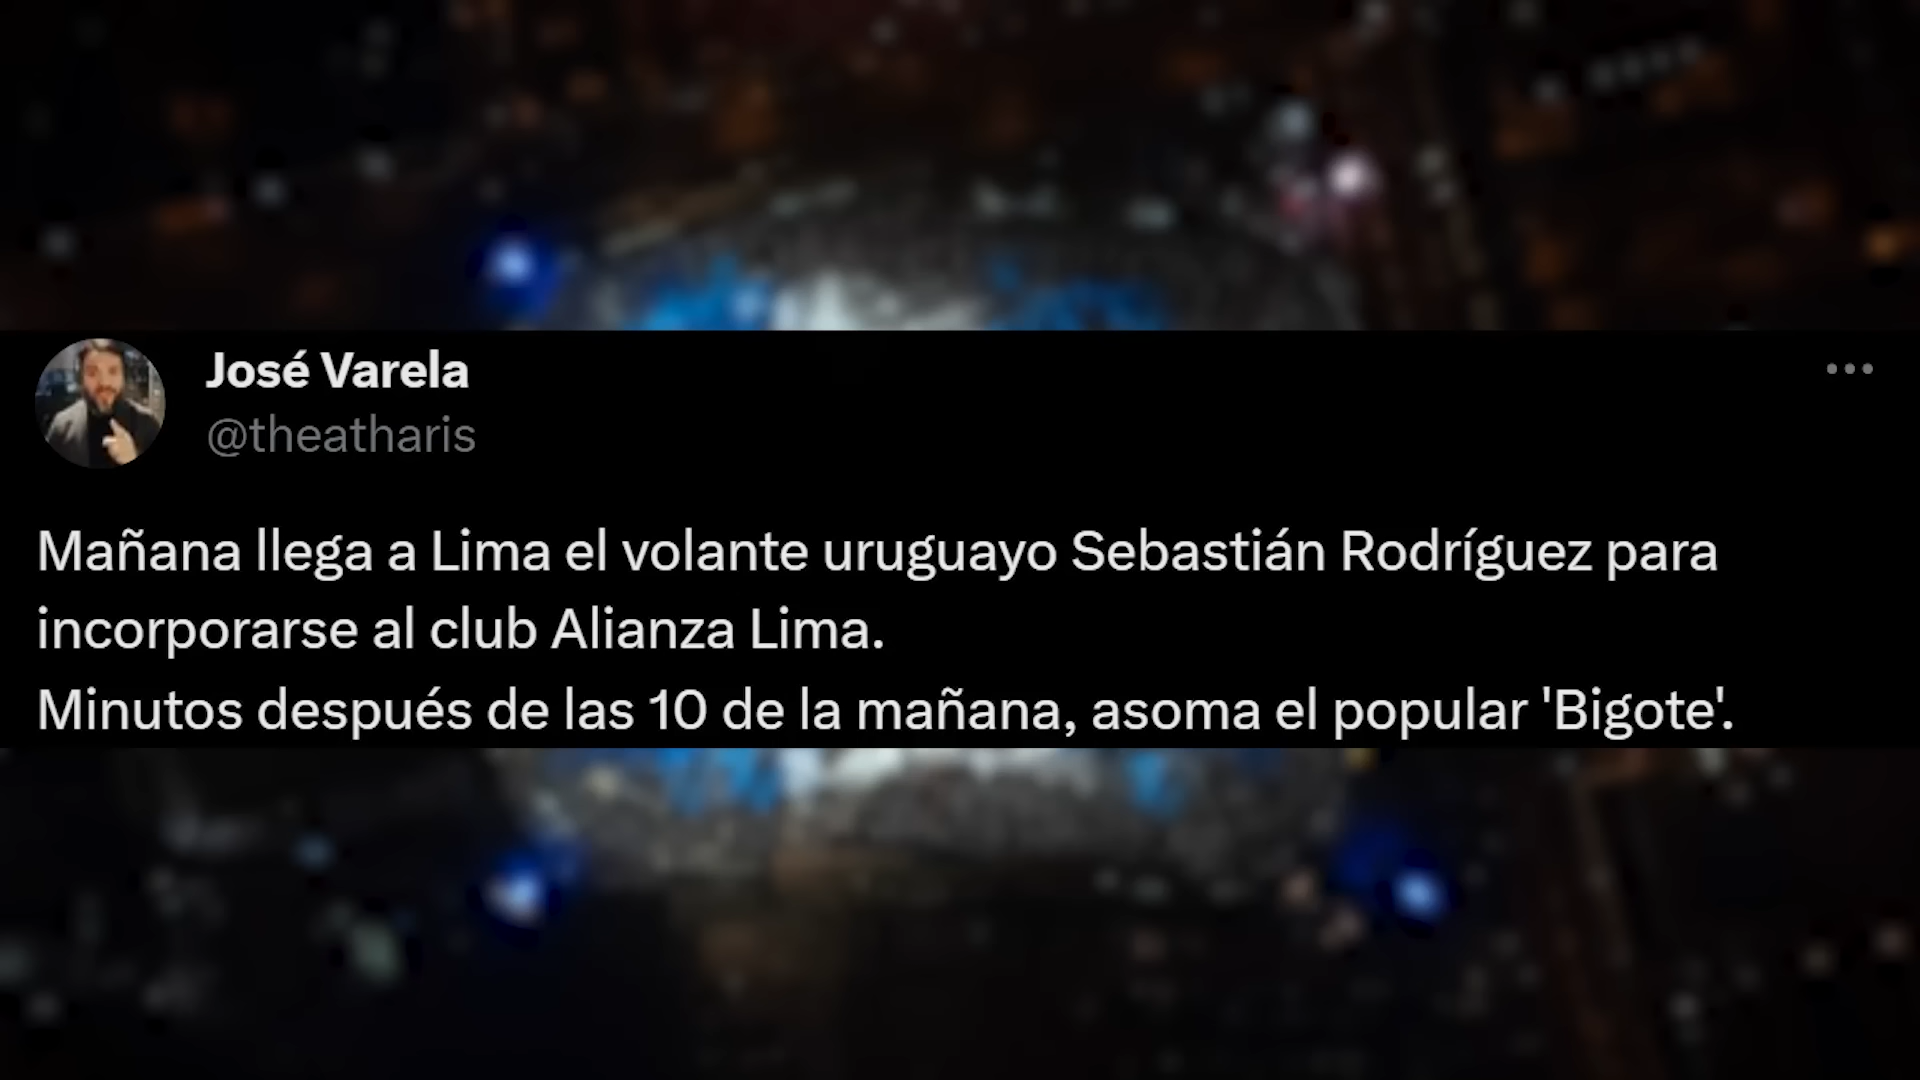 José Varela
@theatharis
Mañana llega a Lima el volante uruguayo Sebastián Rodríguez para
incorporarse al club Alianza Lima.
Minutos después de las 10 de la mañana, asoma el popular 'Bigote'.